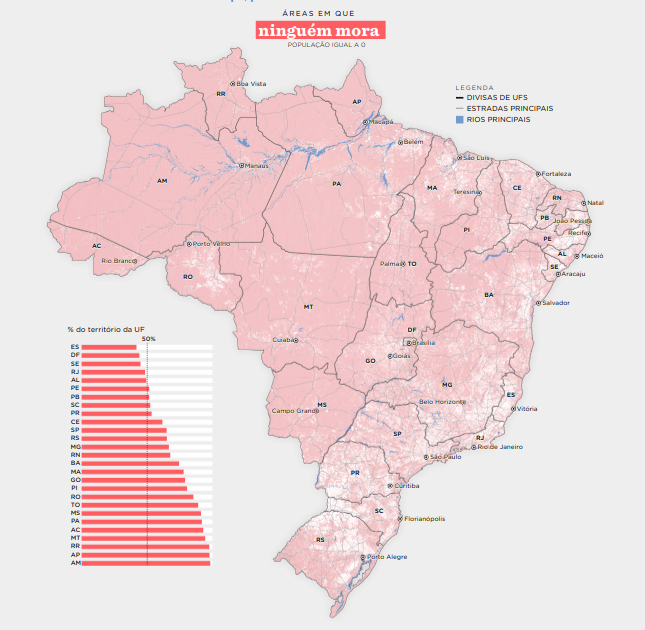 ÁREAS EM QUE
ninguém mora
POPULAÇÃO IGUAL A 0
LEGENDA
DIVISAS DE UFS
ESTRADAS PRINCIPAIS
RIOS PRINCIPAIS
Boa Vista
RR
AP
Macapá
Belém
São Luís
Manaus
Fortaleza
AM
PA
MA
Teresina
CE
RN
Natal
PB
João Pessoa
PI
PE
Recife
AC
Porto Velho
Rio Branco
AL
Maceió
Palmas
TO
SE
Aracaju
RO
BA
Salvador
MT
DF
Brasília
Cuiabá
GO
Goiás
MG
ES
Belo Horizonte
Vitória
MS
Campo Grande
SP
RJ
Rio de Janeiro
São Paulo
PR
Curitiba
SC
Florianópolis
RS
Porto Alegre
% do território da UF
50%
ES
DF
SE
RJ
AL
PE
PB
SC
PR
CE
SP
RS
MG
RN
BA
MA
GO
PI
RO
TO
MS
PA
AC
MT
RR
AP
AM